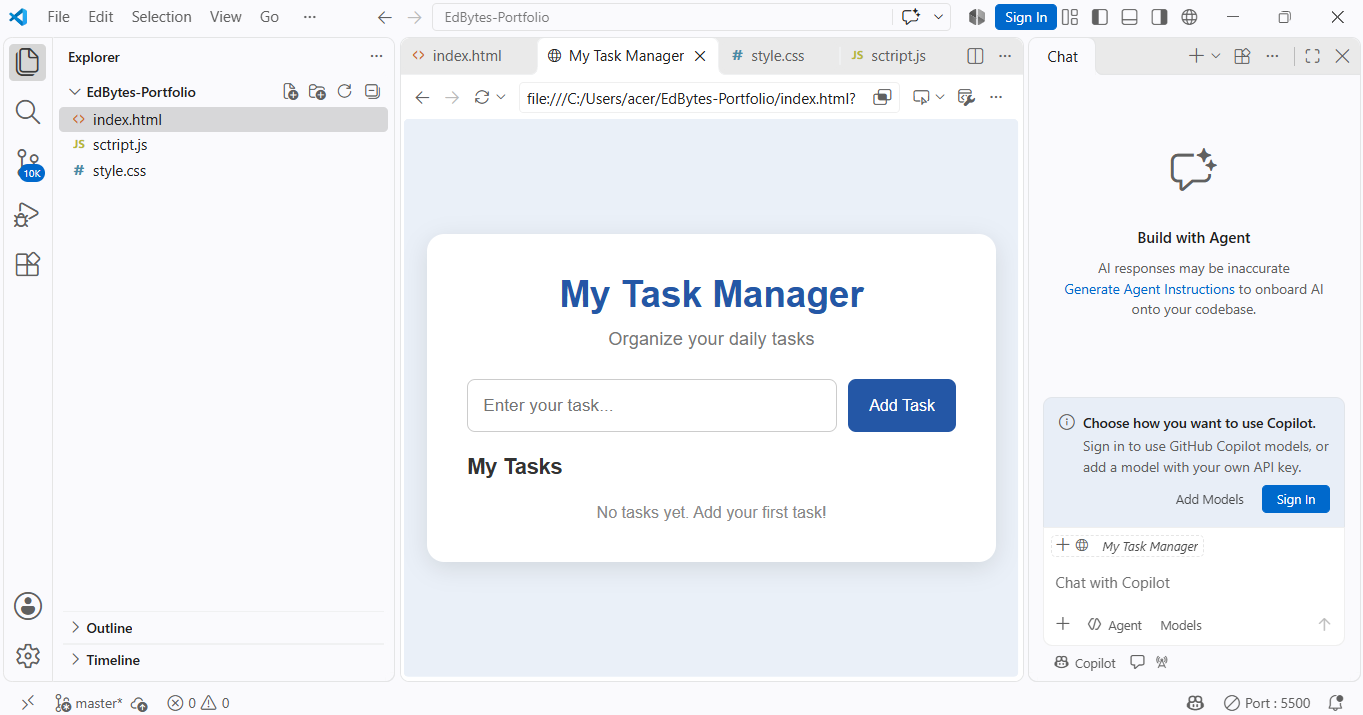 File Edit Selection View Go ··· EdBytes-Portfolio Sign In
Explorer
EdBytes-Portfolio
index.html
JS sctript.js
# style.css
10K
Outline
Timeline
index.html My Task Manager # style.css JS sctript.js
file:///C:/Users/acer/EdBytes-Portfolio/index.html?
My Task Manager
Organize your daily tasks
Enter your task...
Add Task
My Tasks
No tasks yet. Add your first task!
Chat
Build with Agent
AI responses may be inaccurate
Generate Agent Instructions to onboard AI
onto your codebase.
Choose how you want to use Copilot.
Sign in to use GitHub Copilot models, or
add a model with your own API key.
Add Models Sign In
My Task Manager
Chat with Copilot
Agent Models
Copilot
master* 0 0 Port : 5500